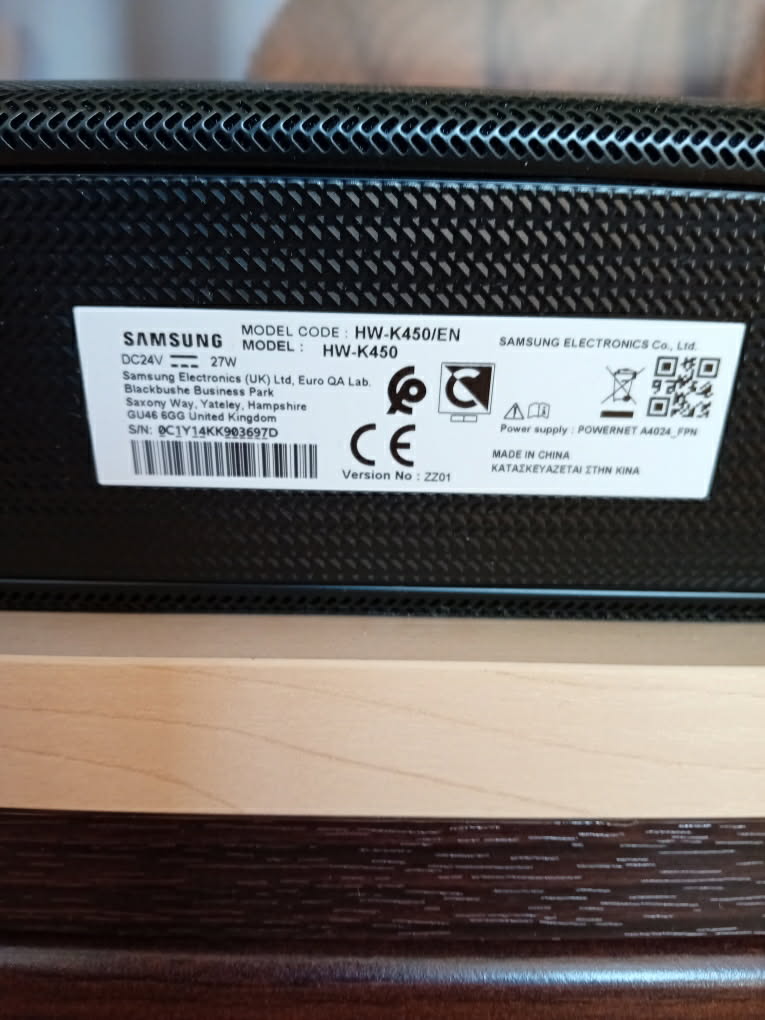 SAMSUNG
MODEL CODE : HW-K450/EN
MODEL : HW-K450
DC24V 27W
Samsung Electronics (UK) Ltd, Euro QA Lab.
Blackbushe Business Park
Saxony Way, Yateley, Hampshire
GU46 6GG United Kingdom
S/N: 0C1Y14KK903697D
CE
Version No : ZZ01
SAMSUNG ELECTRONICS Co., Ltd.
Power supply : POWERNET A4024_FPN
MADE IN CHINA
ΚΑΤΑΣΚΕΥΑΖΕΤΑΙ ΣΤΗΝ ΚΙΝΑ